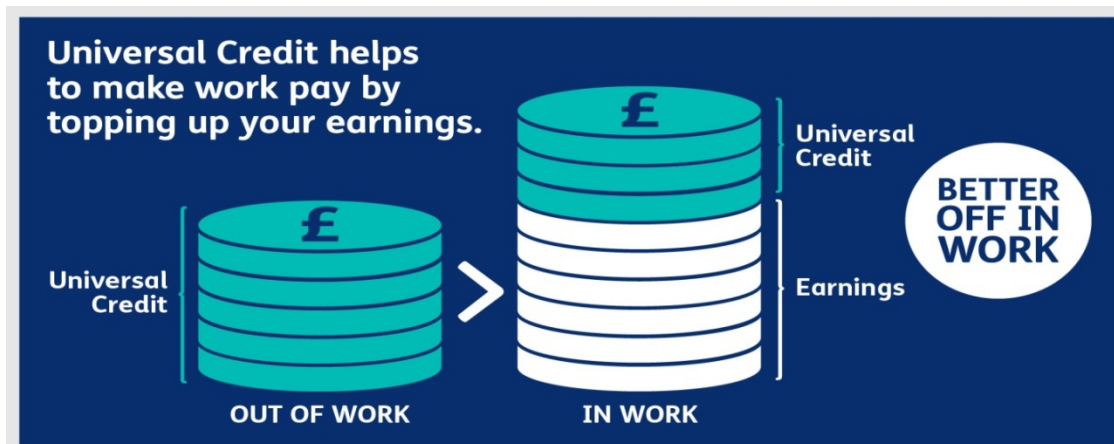 Universal Credit helps
to make work pay by
topping up your earnings.
£
Universal
Credit
OUT OF WORK
>
£
Universal
Credit
Earnings
IN WORK
BETTER
OFF IN
WORK